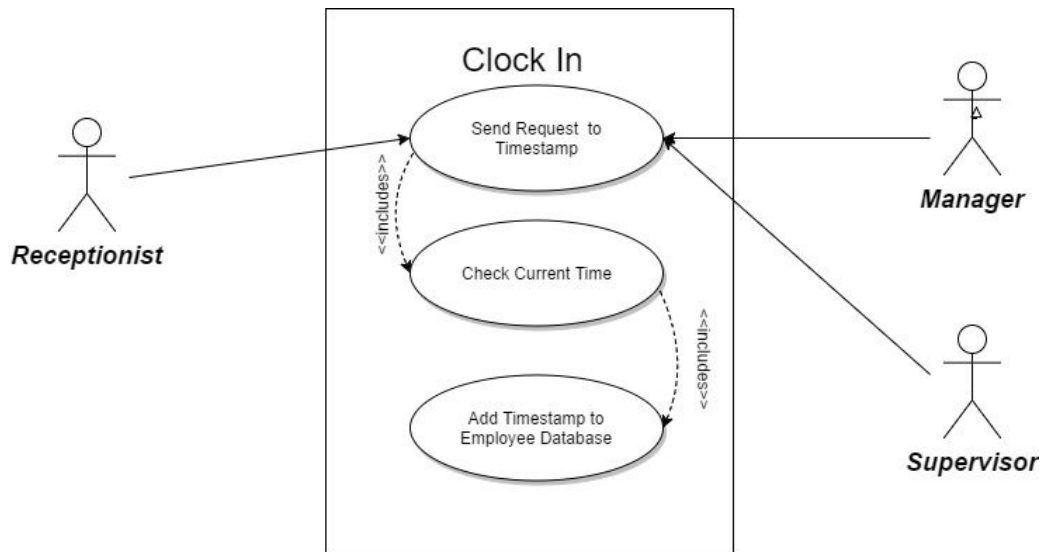 Clock In
Send Request to
Timestamp
<<includes>>
Receptionist
Manager
Check Current Time
<<includes>>
Add Timestamp to
Employee Database
Supervisor